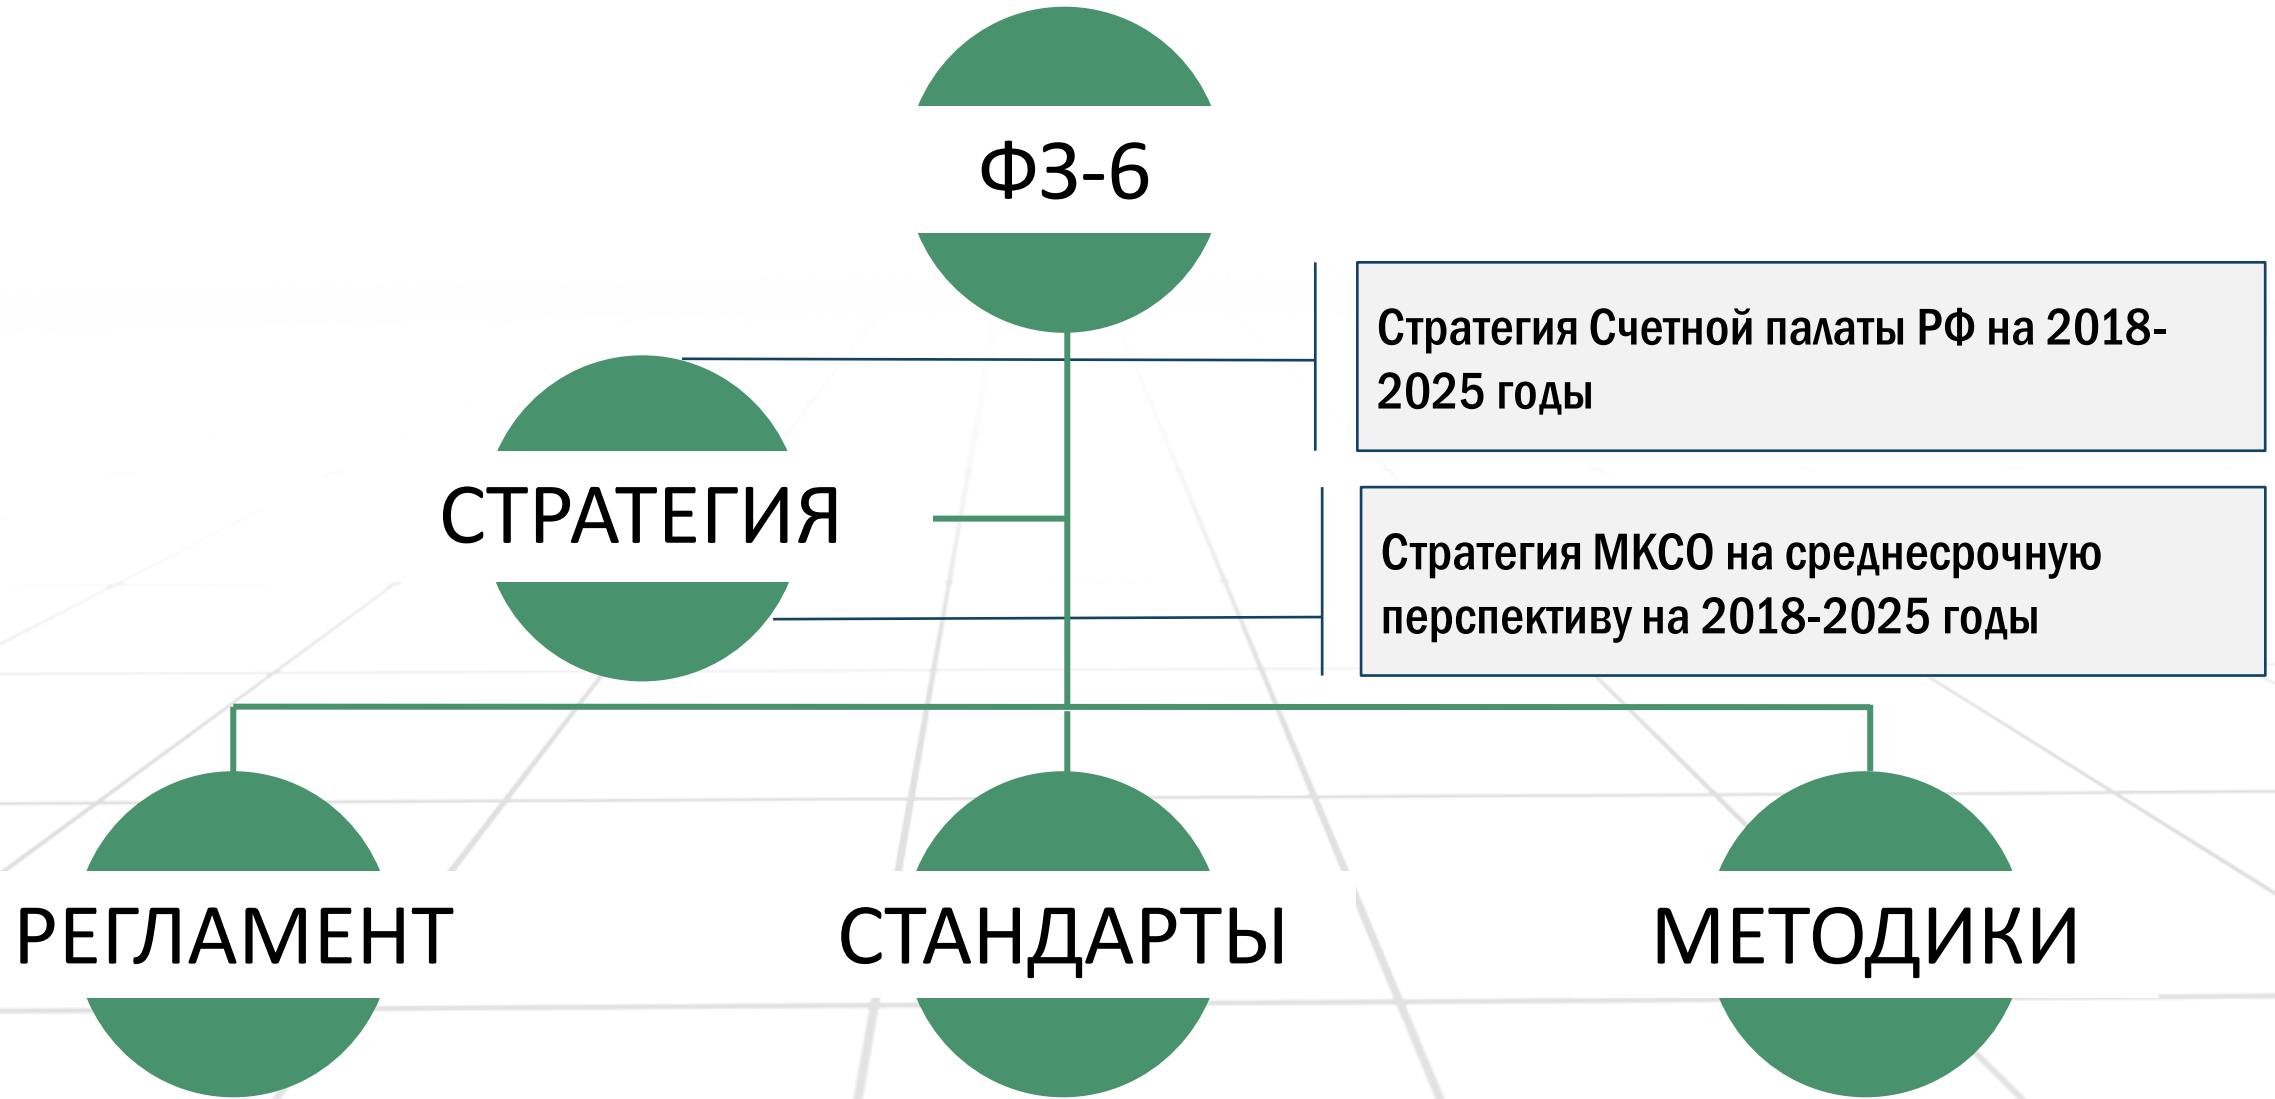 ФЗ-6
Стратегия Счетной палаты РФ на 2018-
2025 годы
СТРАТЕГИЯ
Стратегия МКСО на среднесрочную
перспективу на 2018-2025 годы
РЕГЛАМЕНТ
СТАНДАРТЫ
МЕТОДИКИ